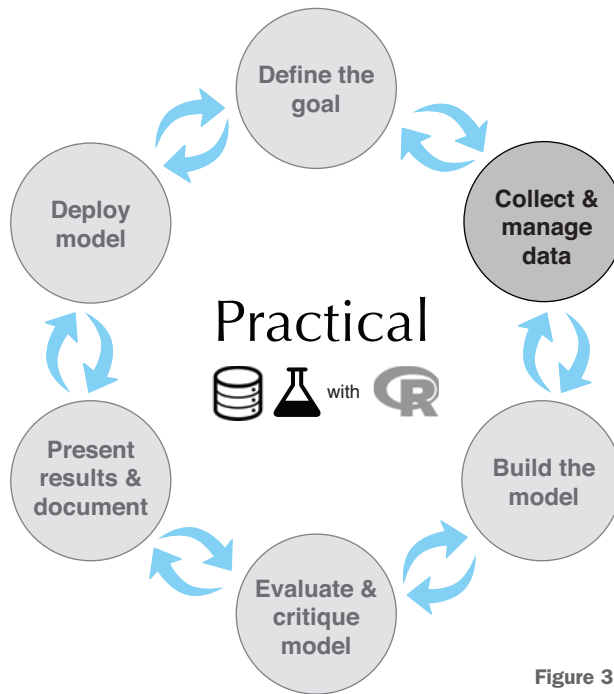 Define the
goal
Collect &
manage
data
Build the
model
Evaluate &
critique
model
Present
results &
document
Deploy
model
Practical
with R
Figure 3